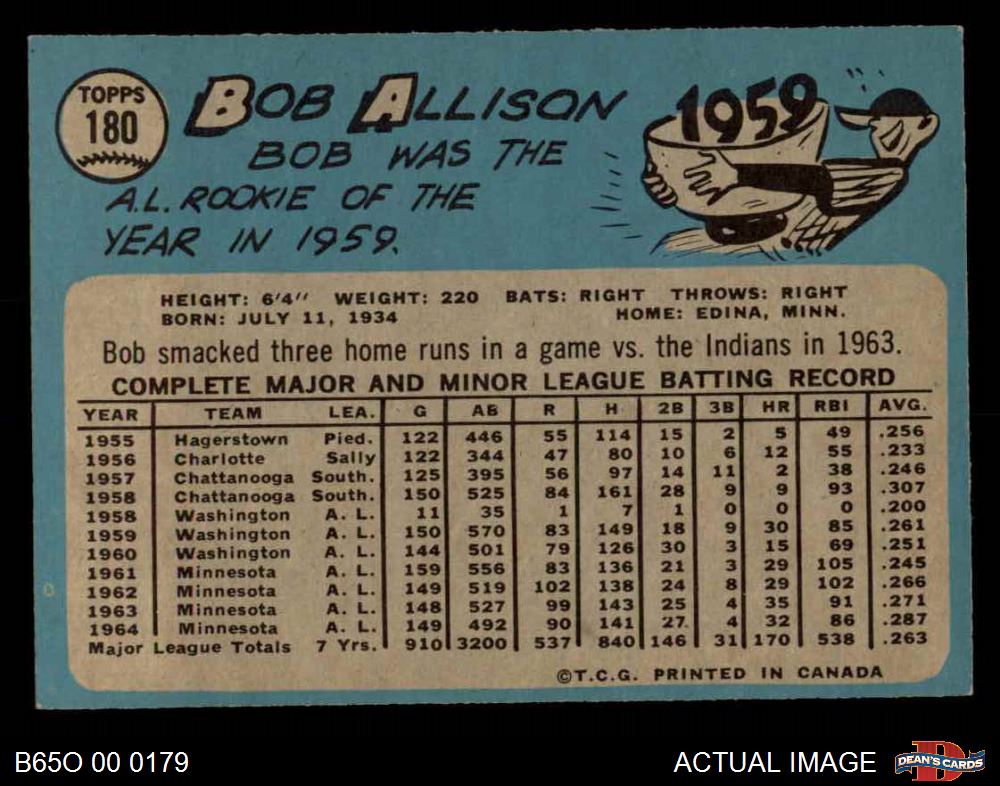 TOPPS
180
BOB ALLISON
BOB WAS THE
A.L. ROOKIE OF THE
YEAR IN 1959.
1959
HEIGHT: 6'4" WEIGHT: 220 BATS: RIGHT THROWS: RIGHT
BORN: JULY 11, 1934 HOME: EDINA, MINN.
Bob smacked three home runs in a game vs. the Indians in 1963.
COMPLETE MAJOR AND MINOR LEAGUE BATTING RECORD
YEAR TEAM LEA. G AB R H 2B 3B HR RBI AVG.
1955 Hagerstown Pied. 122 446 55 114 15 2 5 49 .256
1956 Charlotte Sally 122 344 47 80 10 6 12 55 .233
1957 Chattanooga South. 125 395 56 97 14 11 2 38 .246
1958 Chattanooga South. 150 525 84 161 28 9 9 93 .307
1958 Washington A. L. 11 35 1 7 1 0 0 0 .200
1959 Washington A. L. 150 570 83 149 18 9 30 85 .261
1960 Washington A. L. 144 501 79 126 30 3 15 69 .251
1961 Minnesota A. L. 159 556 83 136 21 3 29 105 .245
1962 Minnesota A. L. 149 519 102 138 24 8 29 102 .266
1963 Minnesota A. L. 148 527 99 143 25 4 35 91 .271
1964 Minnesota A. L. 149 492 90 141 27 4 32 86 .287
Major League Totals 7 Yrs. 910 3200 537 840 146 31 170 538 .263
©T.C.G. PRINTED IN CANADA
B65O 00 0179
ACTUAL IMAGE
DEAN'S CARDS